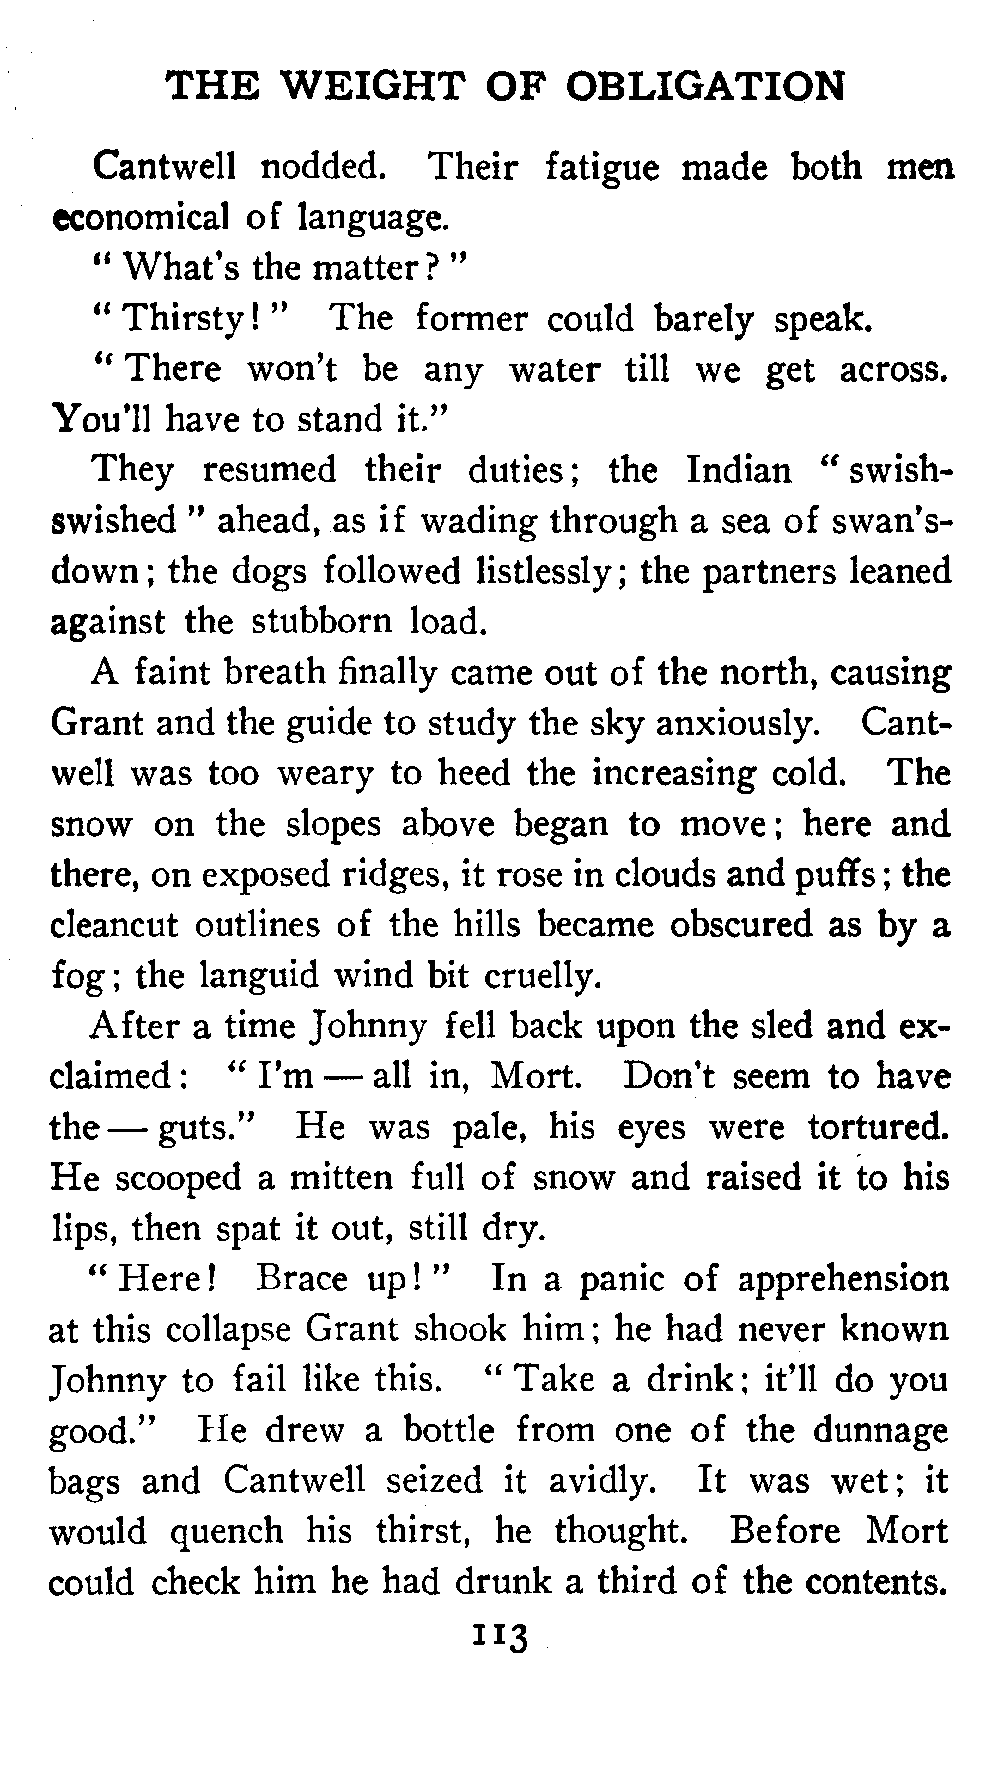 THE WEIGHT OF OBLIGATION
Cantwell nodded. Their fatigue made both men
economical of language.
" What's the matter? "
" Thirsty! " The former could barely speak.
" There won't be any water till we get across.
You'll have to stand it."
They resumed their duties; the Indian " swish-
swished " ahead, as if wading through a sea of swan's-
down; the dogs followed listlessly; the partners leaned
against the stubborn load.
A faint breath finally came out of the north, causing
Grant and the guide to study the sky anxiously. Cant-
well was too weary to heed the increasing cold. The
snow on the slopes above began to move; here and
there, on exposed ridges, it rose in clouds and puffs; the
cleancut outlines of the hills became obscured as by a
fog; the languid wind bit cruelly.
After a time Johnny fell back upon the sled and ex-
claimed: " I'm — all in, Mort. Don't seem to have
the — guts." He was pale, his eyes were tortured.
He scooped a mitten full of snow and raised it to his
lips, then spat it out, still dry.
" Here! Brace up! " In a panic of apprehension
at this collapse Grant shook him; he had never known
Johnny to fail like this. " Take a drink; it'll do you
good." He drew a bottle from one of the dunnage
bags and Cantwell seized it avidly. It was wet; it
would quench his thirst, he thought. Before Mort
could check him he had drunk a third of the contents.
113